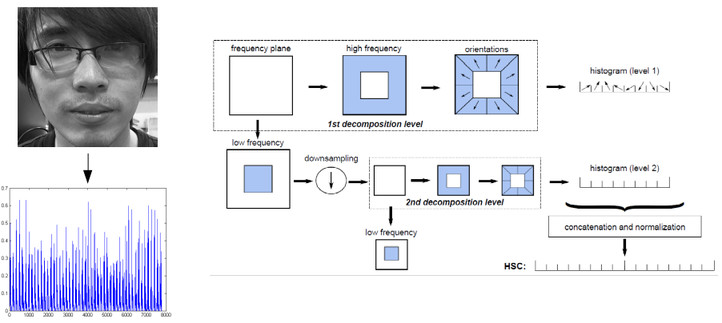 frequency plane
high frequency
orientations
histogram (level 1)
1st decomposition level
low frequency
downsampling
histogram (level 2)
2nd decomposition level
low frequency
concatenation and normalization
HSC:
0.7
0.6
0.5
0.4
0.3
0.2
0.1
0
0 1000 2000 3000 4000 5000 6000 7000 8000